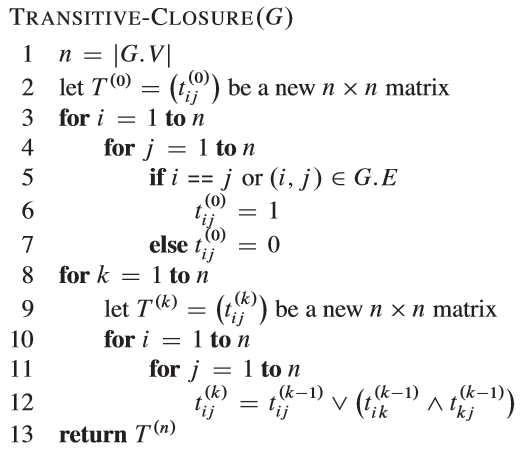 TRANSITIVE-CLOSURE(G)
1 n = |G.V|
2 let T^(0) = (t_ij^(0)) be a new n × n matrix
3 for i = 1 to n
4 for j = 1 to n
5 if i == j or (i, j) ∈ G.E
6 t_ij^(0) = 1
7 else t_ij^(0) = 0
8 for k = 1 to n
9 let T^(k) = (t_ij^(k)) be a new n × n matrix
10 for i = 1 to n
11 for j = 1 to n
12 t_ij^(k) = t_ij^(k−1) ∨ (t_ik^(k−1) ∧ t_kj^(k−1))
13 return T^(n)